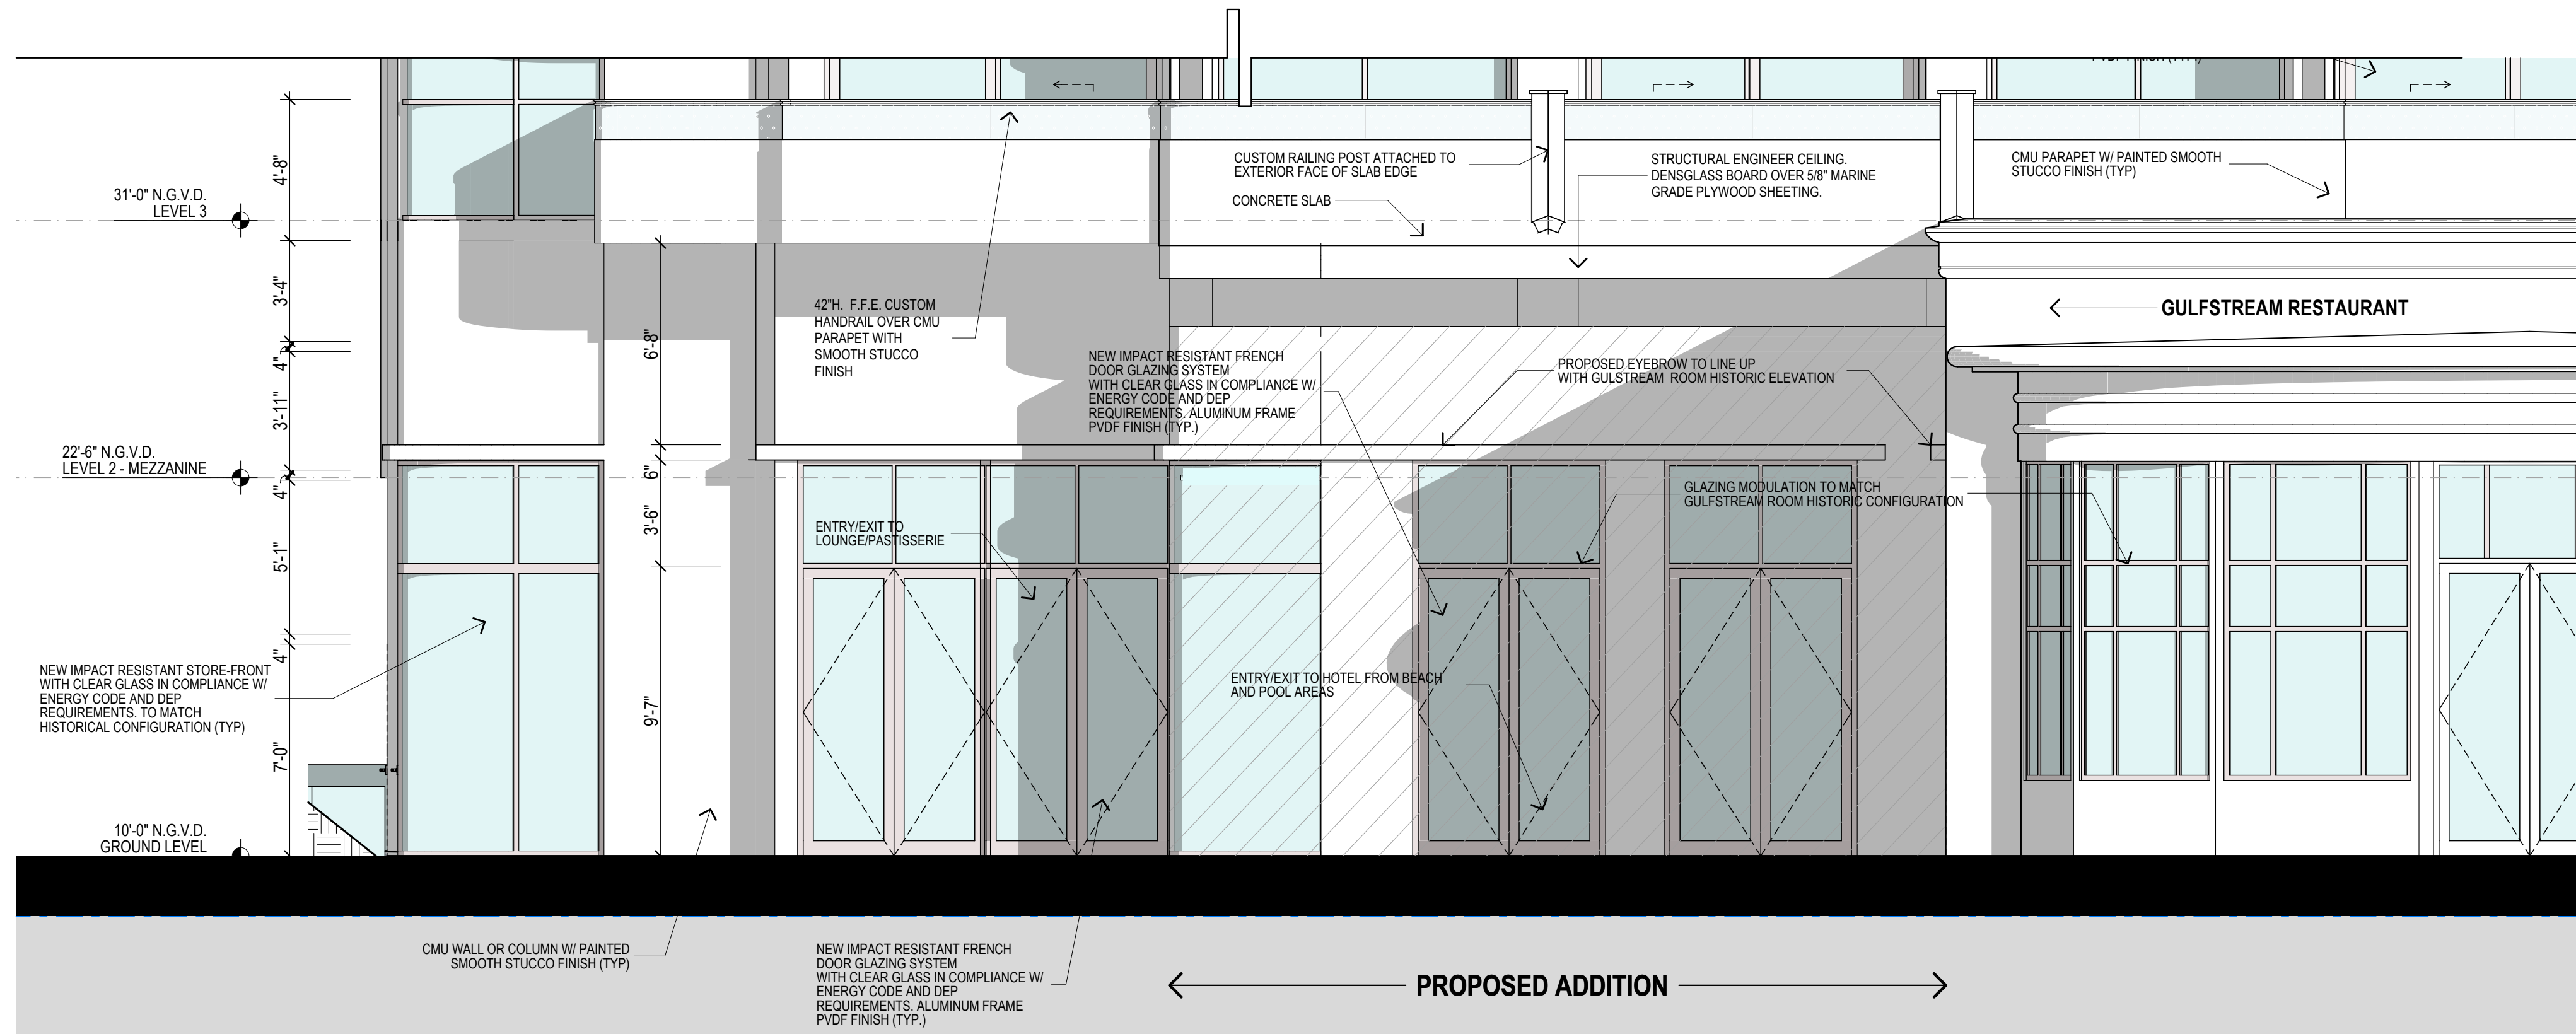 PVDF FINISH (TYP.)
4'-8"
31'-0" N.G.V.D.
LEVEL 3
3'-4"
4"
3'-11"
22'-6" N.G.V.D.
LEVEL 2 - MEZZANINE
4"
5'-1"
4"
7'-0"
10'-0" N.G.V.D.
GROUND LEVEL
NEW IMPACT RESISTANT STORE-FRONT
WITH CLEAR GLASS IN COMPLIANCE W/
ENERGY CODE AND DEP
REQUIREMENTS. TO MATCH
HISTORICAL CONFIGURATION (TYP)
6'-8"
6"
3'-6"
9'-7"
42"H. F.F.E. CUSTOM
HANDRAIL OVER CMU
PARAPET WITH
SMOOTH STUCCO
FINISH
CUSTOM RAILING POST ATTACHED TO
EXTERIOR FACE OF SLAB EDGE
CONCRETE SLAB
STRUCTURAL ENGINEER CEILING.
DENSGLASS BOARD OVER 5/8" MARINE
GRADE PLYWOOD SHEETING.
CMU PARAPET W/ PAINTED SMOOTH
STUCCO FINISH (TYP)
GULFSTREAM RESTAURANT
NEW IMPACT RESISTANT FRENCH
DOOR GLAZING SYSTEM
WITH CLEAR GLASS IN COMPLIANCE W/
ENERGY CODE AND DEP
REQUIREMENTS. ALUMINUM FRAME
PVDF FINISH (TYP.)
PROPOSED EYEBROW TO LINE UP
WITH GULSTREAM ROOM HISTORIC ELEVATION
GLAZING MODULATION TO MATCH
GULFSTREAM ROOM HISTORIC CONFIGURATION
ENTRY/EXIT TO
LOUNGE/PASTISSERIE
ENTRY/EXIT TO HOTEL FROM BEACH
AND POOL AREAS
CMU WALL OR COLUMN W/ PAINTED
SMOOTH STUCCO FINISH (TYP)
NEW IMPACT RESISTANT FRENCH
DOOR GLAZING SYSTEM
WITH CLEAR GLASS IN COMPLIANCE W/
ENERGY CODE AND DEP
REQUIREMENTS. ALUMINUM FRAME
PVDF FINISH (TYP.)
PROPOSED ADDITION